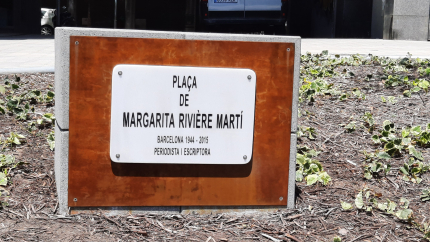 PLAÇA
DE
MARGARITA RIVIÈRE MARTÍ
BARCELONA 1944 - 2015
PERIODISTA I ESCRIPTORA